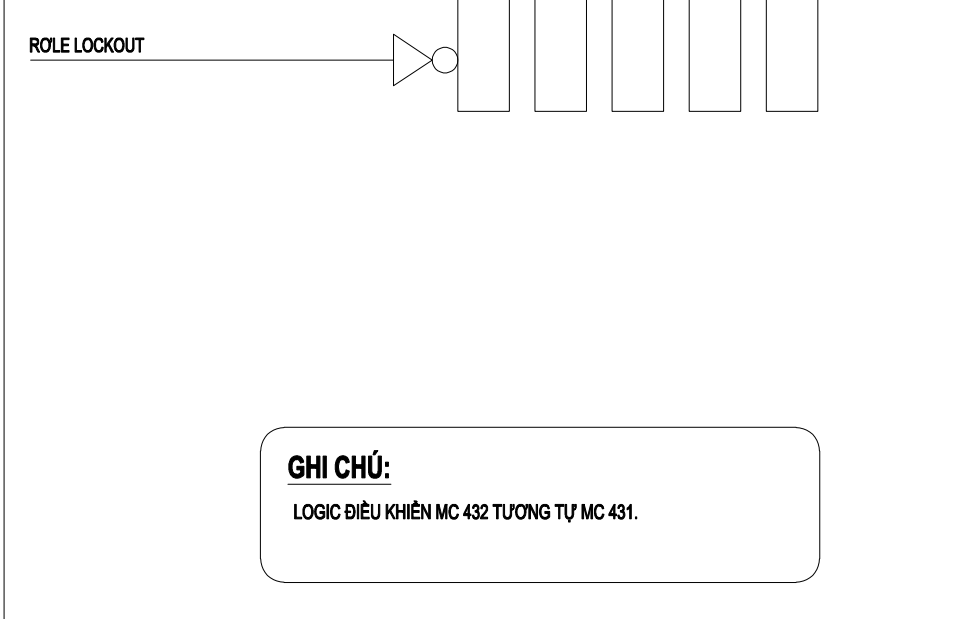 RƠLE LOCKOUT
GHI CHÚ:
LOGIC ĐIỀU KHIỂN MC 432 TƯƠNG TỰ MC 431.